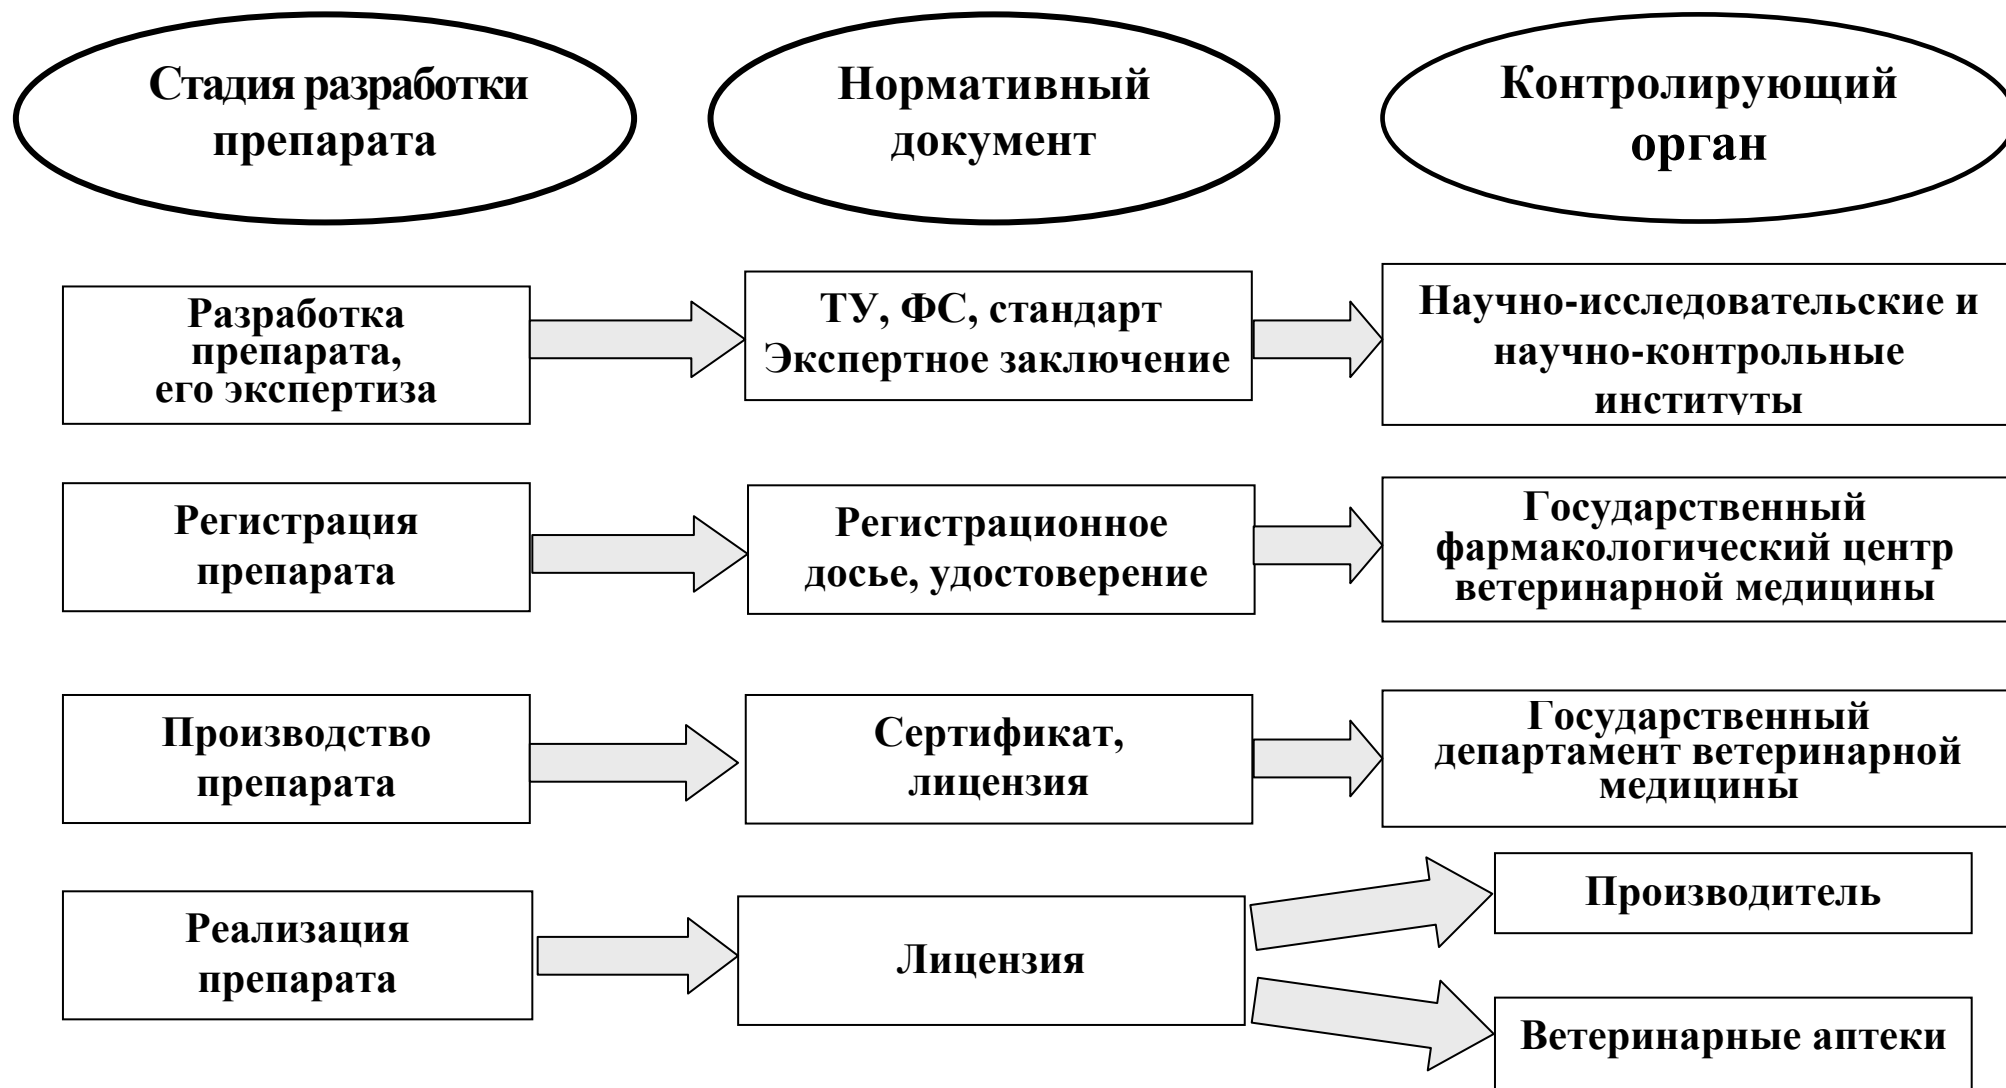 Стадия разработки
препарата
Нормативный
документ
Контролирующий
орган
Разработка
препарата,
его экспертиза
ТУ, ФС, стандарт
Экспертное заключение
Научно-исследовательские и
научно-контрольные
институты
Регистрация
препарата
Регистрационное
досье, удостоверение
Государственный
фармакологический центр
ветеринарной медицины
Производство
препарата
Сертификат,
лицензия
Государственный
департамент ветеринарной
медицины
Реализация
препарата
Лицензия
Производитель
Ветеринарные аптеки